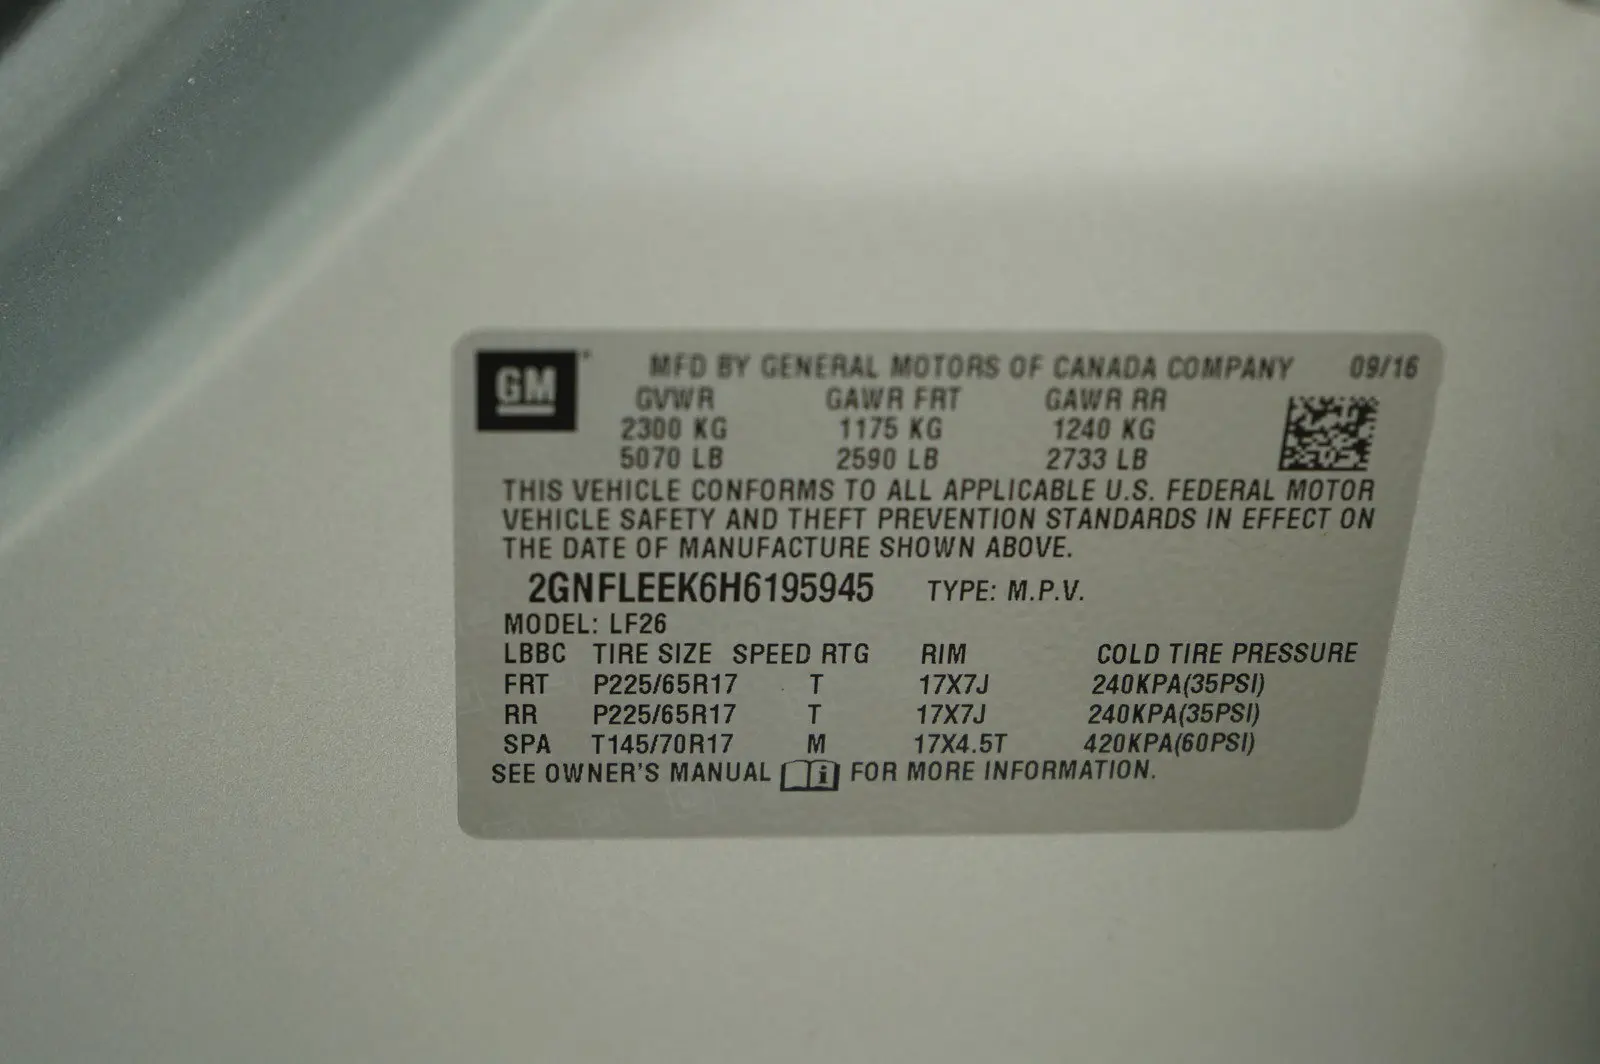 GM MFD BY GENERAL MOTORS OF CANADA COMPANY 09/16
GVWR GAWR FRT GAWR RR
2300 KG 1175 KG 1240 KG
5070 LB 2590 LB 2733 LB
THIS VEHICLE CONFORMS TO ALL APPLICABLE U.S. FEDERAL MOTOR
VEHICLE SAFETY AND THEFT PREVENTION STANDARDS IN EFFECT ON
THE DATE OF MANUFACTURE SHOWN ABOVE.
2GNFLEEK6H6195945 TYPE: M.P.V.
MODEL: LF26
LBBC TIRE SIZE SPEED RTG RIM COLD TIRE PRESSURE
FRT P225/65R17 T 17X7J 240KPA(35PSI)
RR P225/65R17 T 17X7J 240KPA(35PSI)
SPA T145/70R17 M 17X4.5T 420KPA(60PSI)
SEE OWNER'S MANUAL i FOR MORE INFORMATION.